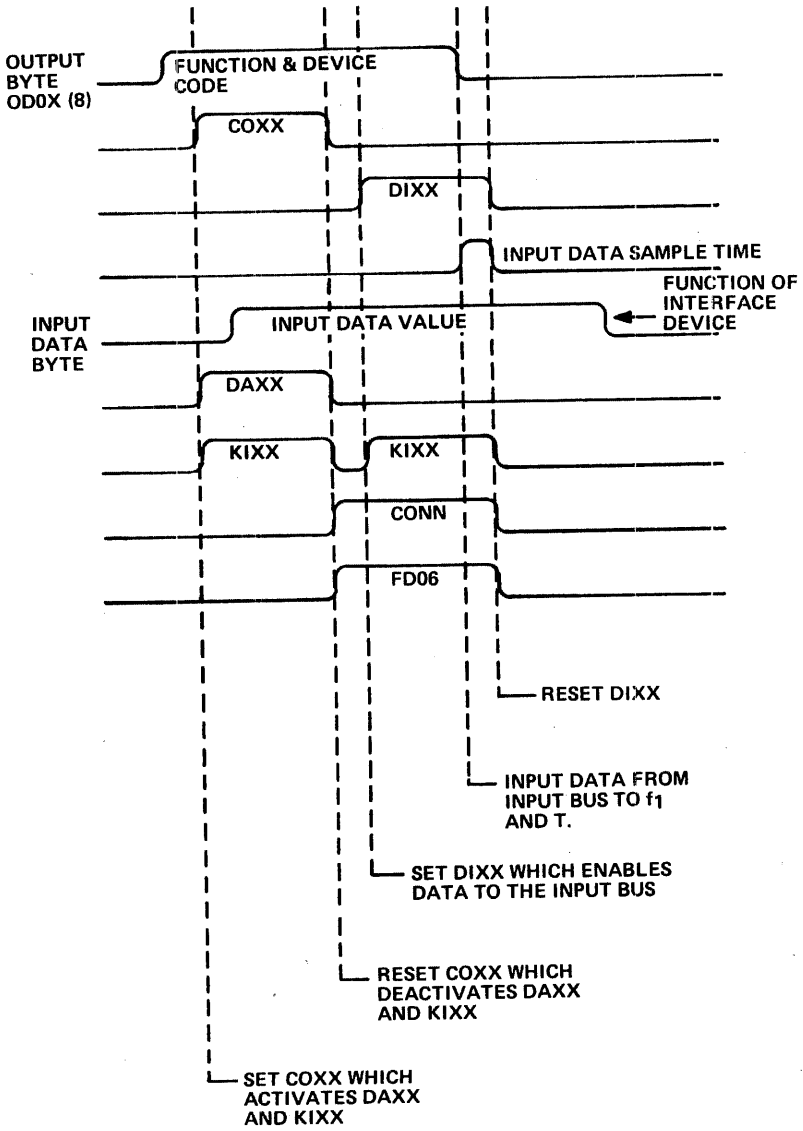 OUTPUT
BYTE
OD0X (8)
FUNCTION & DEVICE
CODE
COXX
DIXX
INPUT DATA SAMPLE TIME
FUNCTION OF
INTERFACE
DEVICE
INPUT
DATA
BYTE
INPUT DATA VALUE
DAXX
KIXX
KIXX
CONN
FD06
RESET DIXX
INPUT DATA FROM
INPUT BUS TO f1
AND T.
SET DIXX WHICH ENABLES
DATA TO THE INPUT BUS
RESET COXX WHICH
DEACTIVATES DAXX
AND KIXX
SET COXX WHICH
ACTIVATES DAXX
AND KIXX